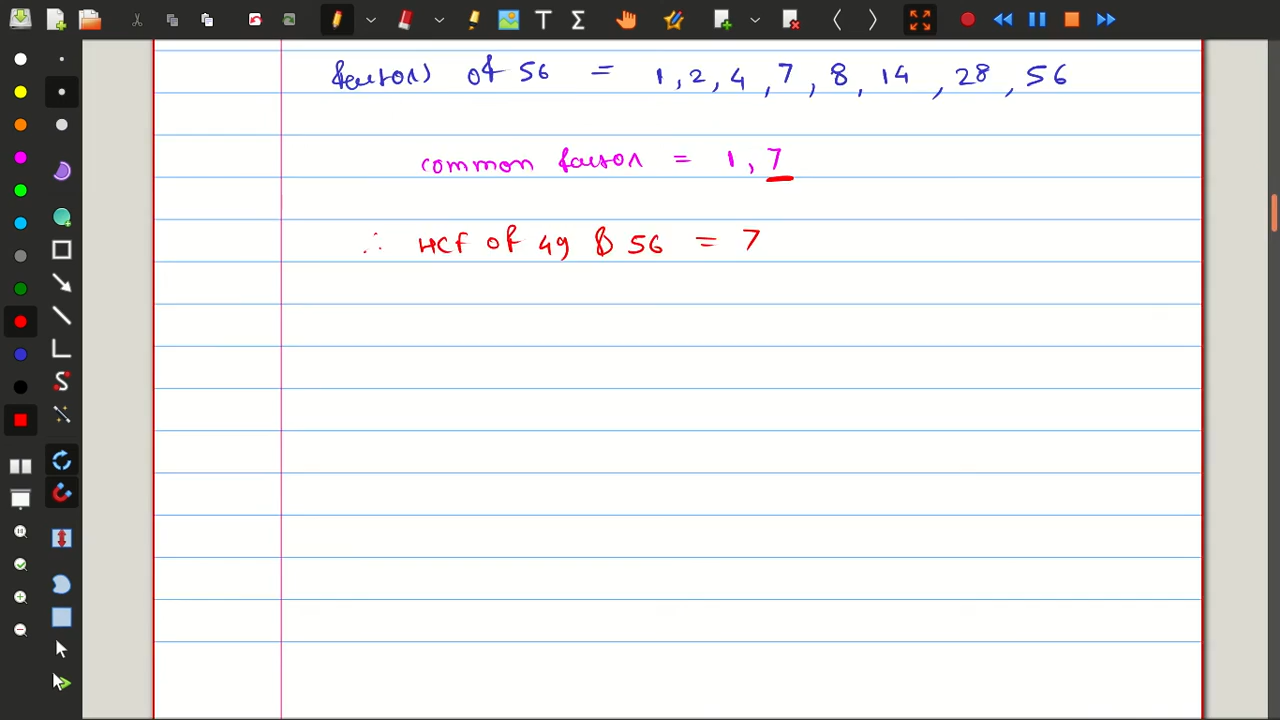 factors of 56 = 1, 2, 4, 7, 8, 14, 28, 56
common factor = 1, 7
∴ HCF of 49 & 56 = 7